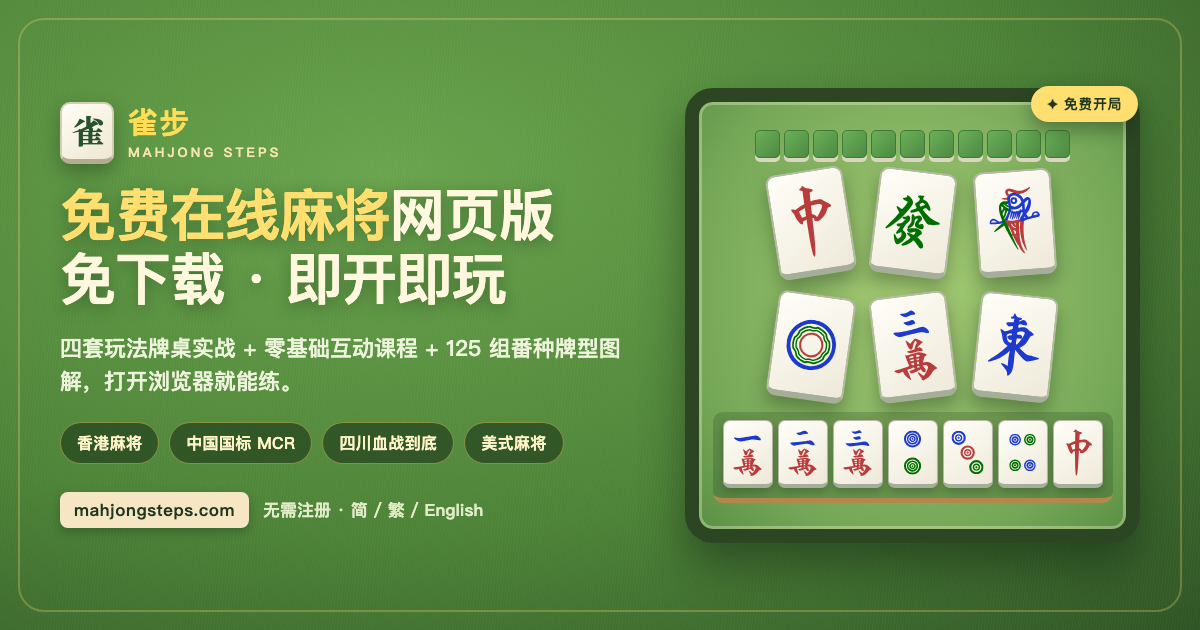 雀
雀步
MAHJONG STEPS
免费在线麻将网页版
免下载 · 即开即玩
四套玩法牌桌实战 + 零基础互动课程 + 125 组番种牌型图
解，打开浏览器就能练。
香港麻将
中国国标 MCR
四川血战到底
美式麻将
mahjongsteps.com
无需注册 · 简 / 繁 / English
✦ 免费开局
中
發
三萬
東
一萬
二萬
三萬
中